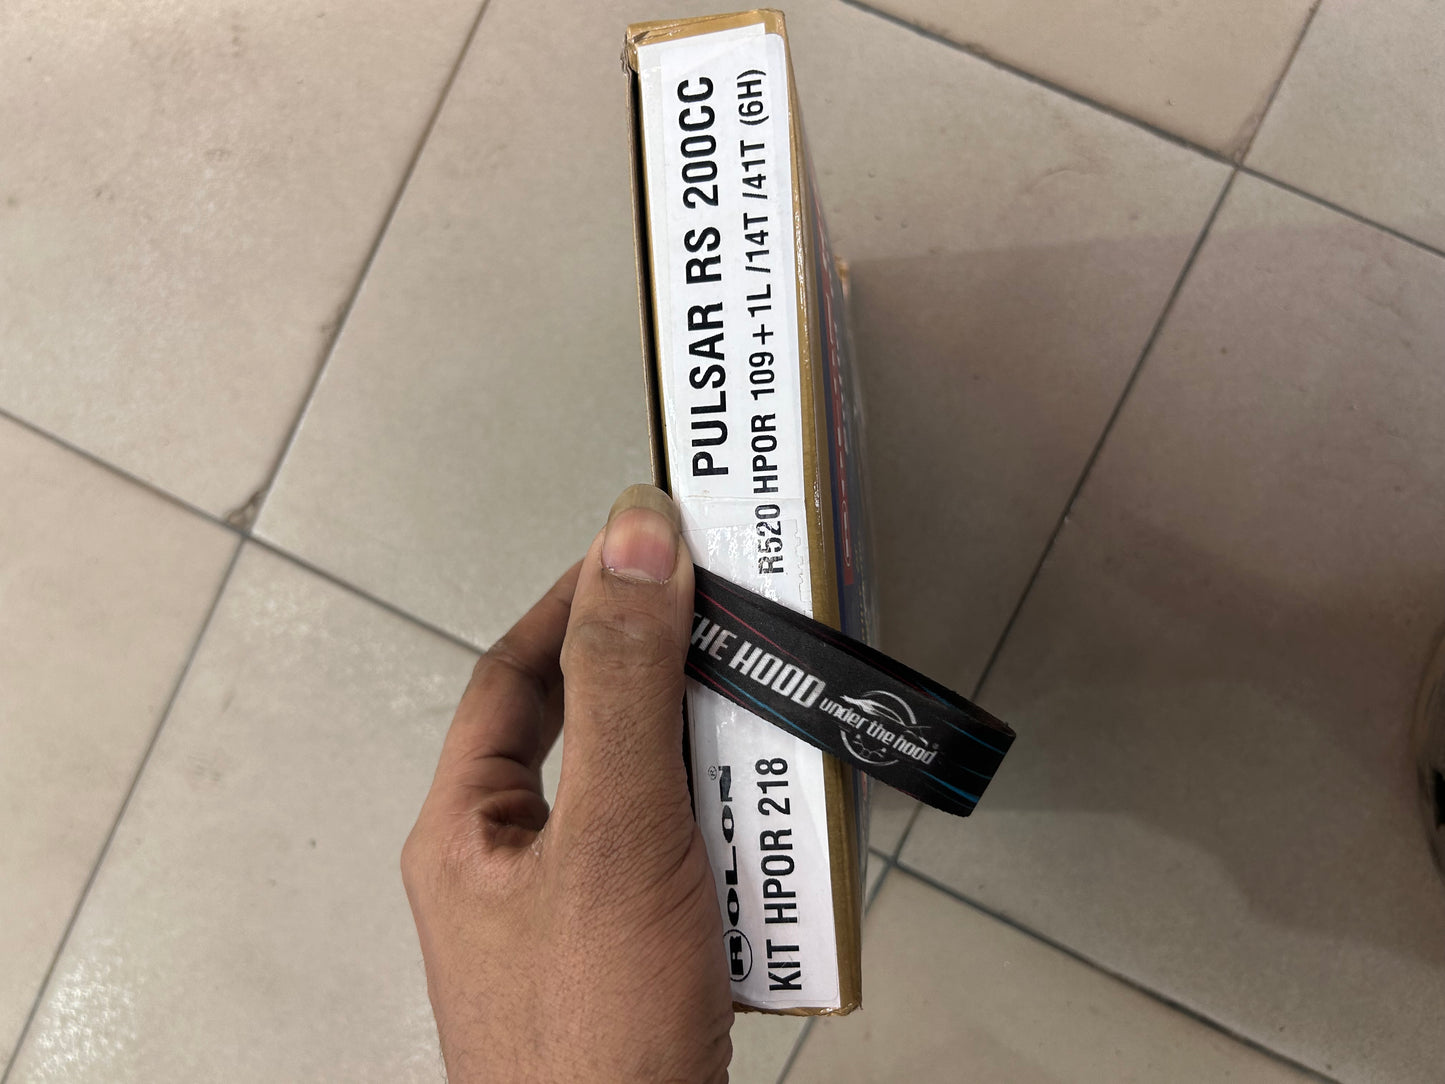 PULSAR RS 200CC
R520 HPOR 109+1L /14T /41T (6H)
ROLON®
KIT HPOR 218
THE HOOD
under the hood